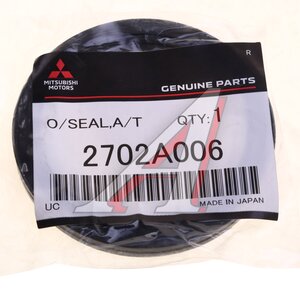 R
MITSUBISHI
MOTORS
GENUINE PARTS
O/SEAL,A/T QTY:1
2702A006
UC
MADE IN JAPAN